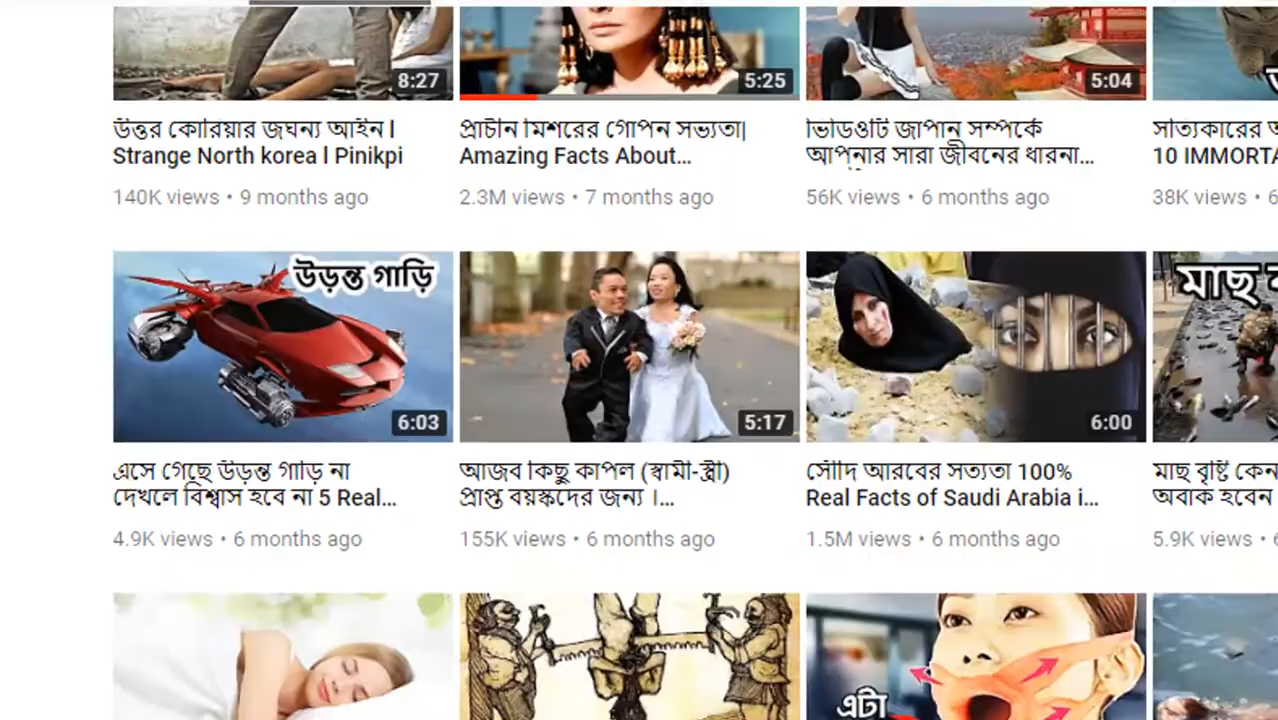 8:27
5:25
5:04
উত্তর কোরিয়ার জঘন্য আইন l
Strange North korea l Pinikpi
140K views • 9 months ago
প্রাচীন মিশরের গোপন সভ্যতা|
Amazing Facts About...
2.3M views • 7 months ago
ভিডিওটি জাপান সম্পর্কে
আপনার সারা জীবনের ধারনা...
56K views • 6 months ago
সত্যিকারের
10 IMMORTA
38K views • 6
উড়ন্ত গাড়ি
6:03
5:17
6:00
মাছ
এসে গেছে উড়ন্ত গাড়ি না
দেখলে বিশ্বাস হবে না 5 Real...
4.9K views • 6 months ago
আজব কিছু কাপল (স্বামী-স্ত্রী)
প্রাপ্ত বয়স্কদের জন্য ।...
155K views • 6 months ago
সৌদি আরবের সত্যতা 100%
Real Facts of Saudi Arabia i...
1.5M views • 6 months ago
মাছ বৃষ্টি কেন
অবাক হবেন
5.9K views • 6
এটা